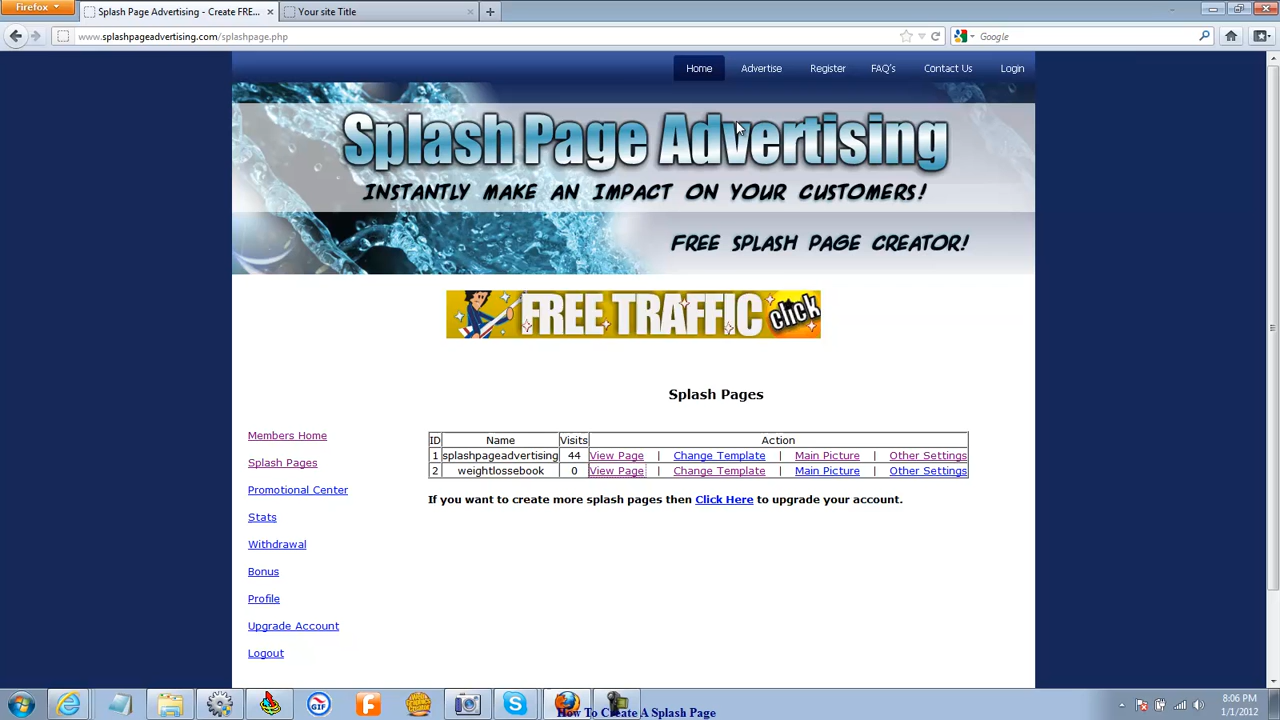 Firefox
Splash Page Advertising - Create FRE...
Your site Title
www.splashpageadvertising.com/splashpage.php
Google
Home
Advertise
Register
FAQ's
Contact Us
Login
Splash Page Advertising
INSTANTLY MAKE AN IMPACT ON YOUR CUSTOMERS!
FREE SPLASH PAGE CREATOR!
FREE TRAFFIC click
Splash Pages
Members Home
Splash Pages
Promotional Center
Stats
Withdrawal
Bonus
Profile
Upgrade Account
Logout
ID Name Visits Action
1 splashpageadvertising 44 View Page | Change Template | Main Picture | Other Settings
2 weightlossebook 0 View Page | Change Template | Main Picture | Other Settings
If you want to create more splash pages then Click Here to upgrade your account.
GIF
How To Create A Splash Page
8:06 PM
1/1/2012